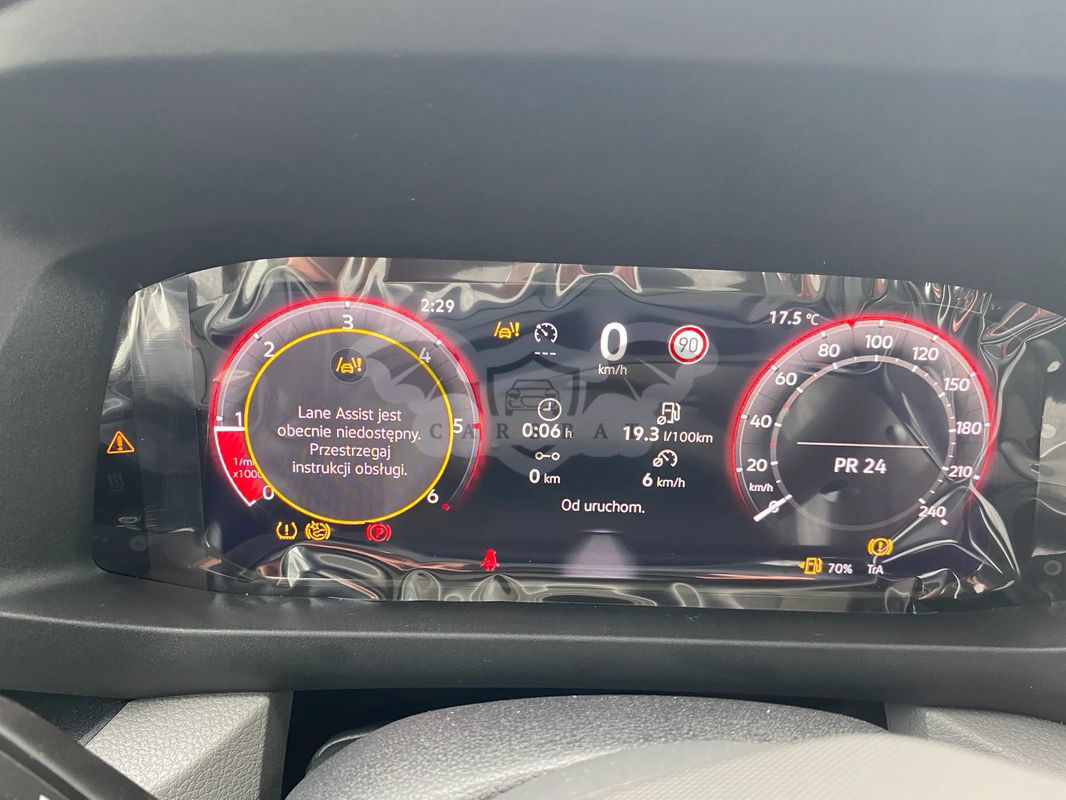 2:29
17.5 °C
0
km/h
90
3
2
4
1
5
0
6
1/mi
x1000
Lane Assist jest
obecnie niedostępny.
Przestrzegaj
instrukcji obsługi.
0:06 h
19.3 l/100km
0 km
6 km/h
Od uruchom.
0
20
40
60
80
100
120
150
180
210
240
km/h
PR 24
70%
TrA